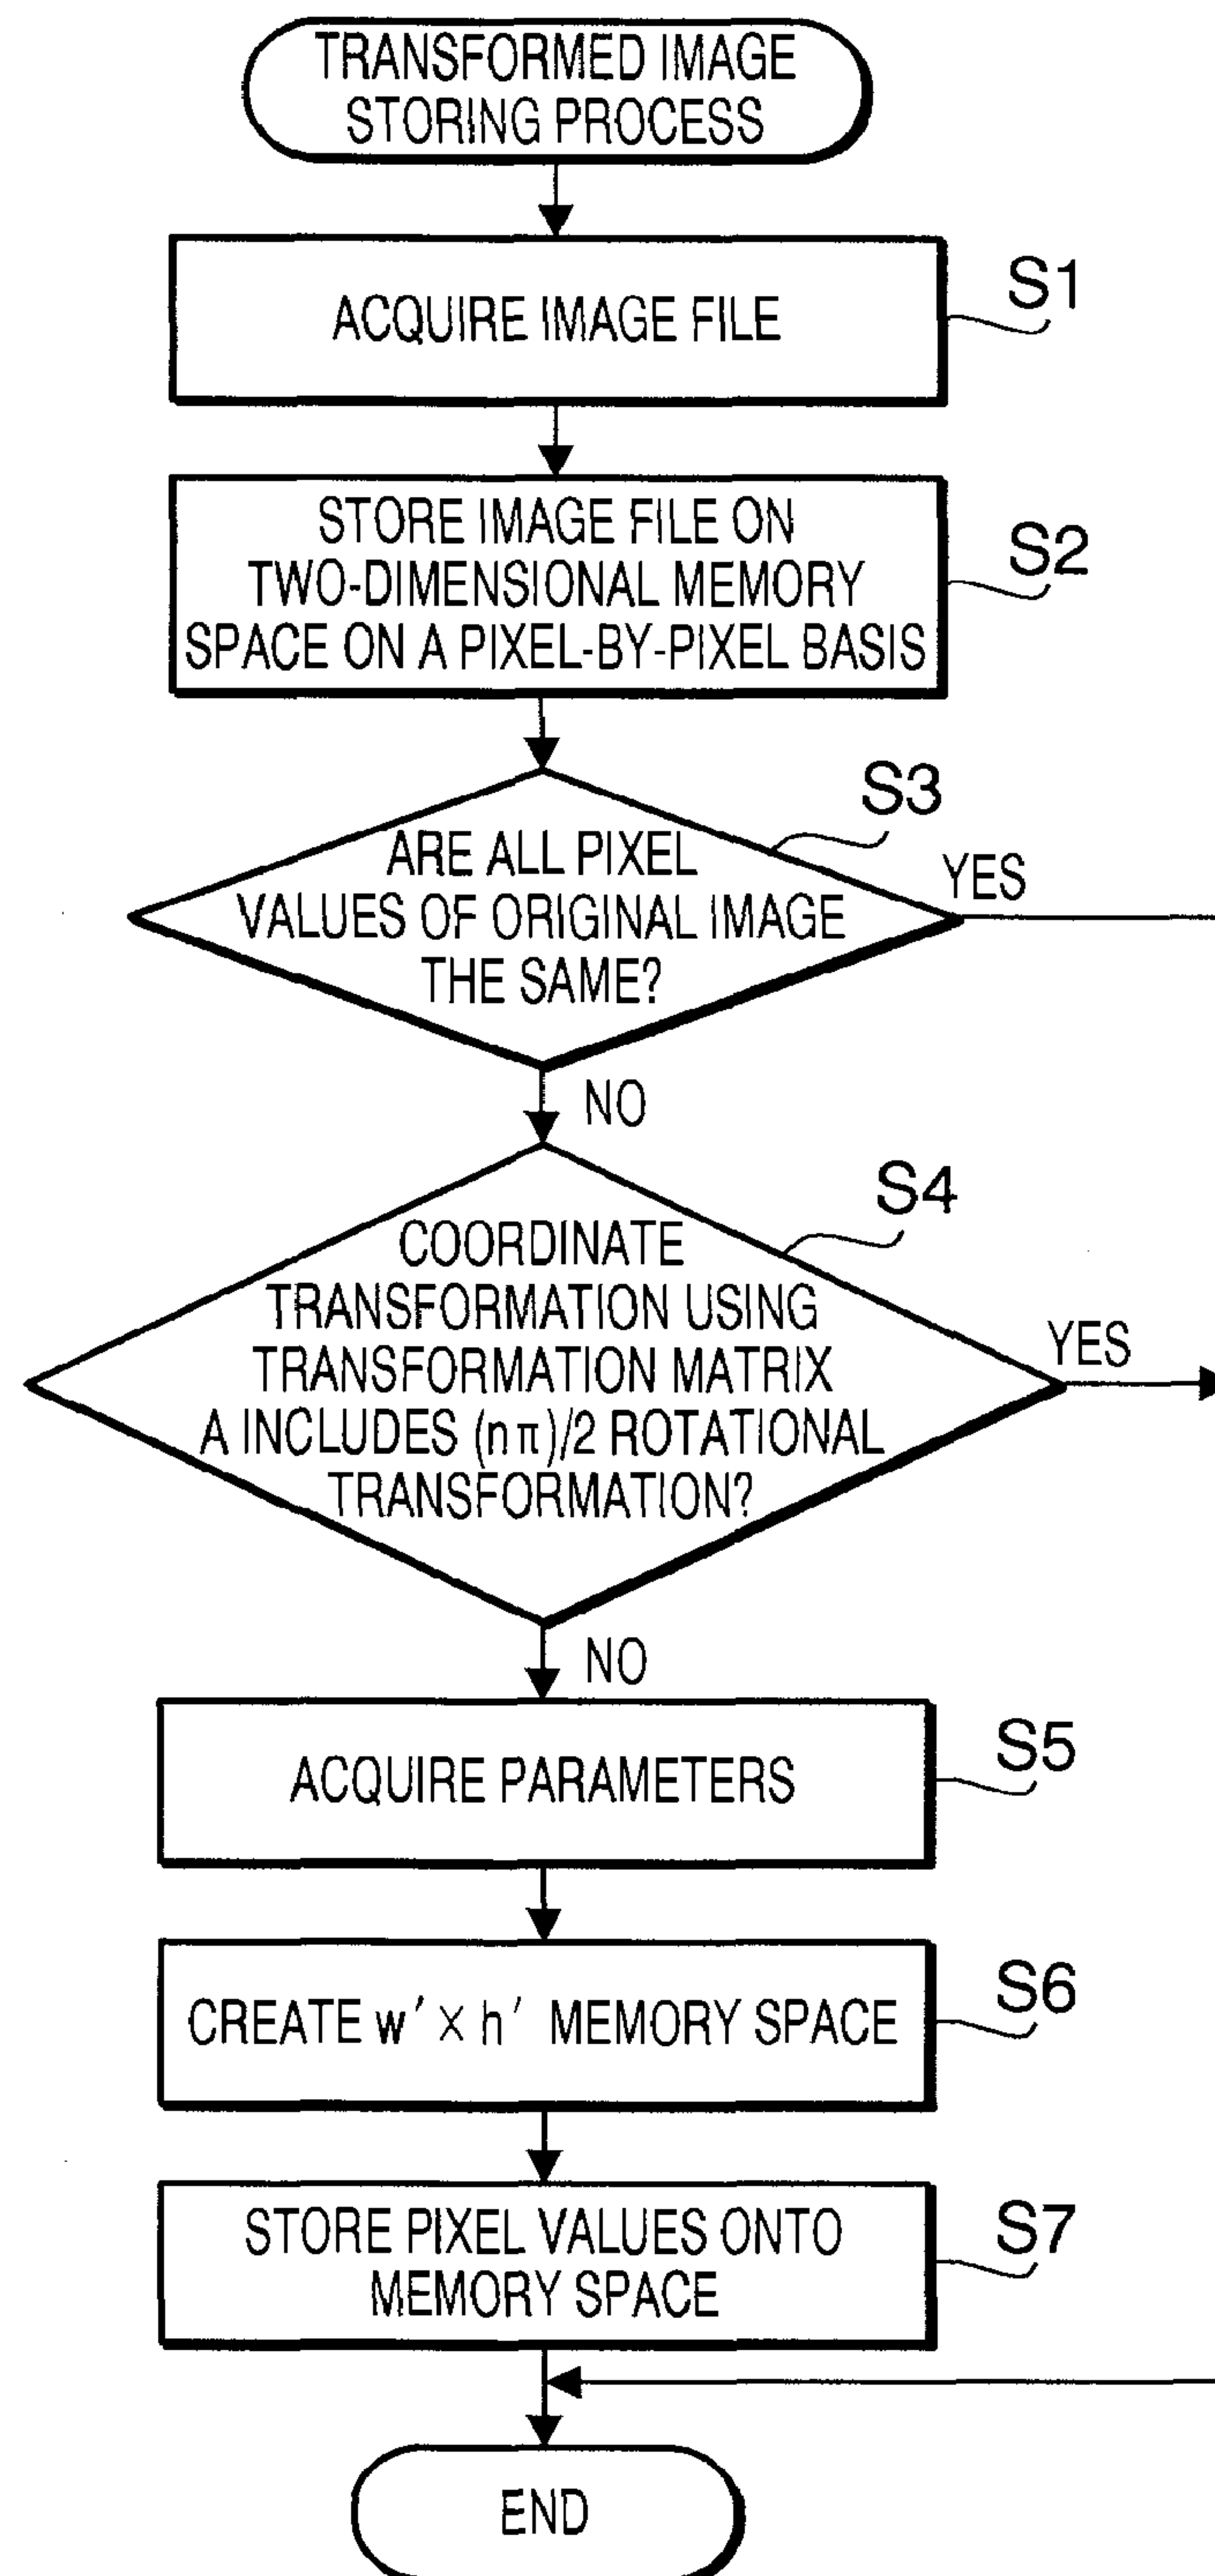 TRANSFORMED IMAGE
STORING PROCESS
ACQUIRE IMAGE FILE
S1
STORE IMAGE FILE ON
TWO-DIMENSIONAL MEMORY
SPACE ON A PIXEL-BY-PIXEL BASIS
S2
ARE ALL PIXEL
VALUES OF ORIGINAL IMAGE
THE SAME?
S3
YES
NO
COORDINATE
TRANSFORMATION USING
TRANSFORMATION MATRIX
A INCLUDES (nπ)/2 ROTATIONAL
TRANSFORMATION?
S4
YES
NO
ACQUIRE PARAMETERS
S5
CREATE w′ × h′ MEMORY SPACE
S6
STORE PIXEL VALUES ONTO
MEMORY SPACE
S7
END